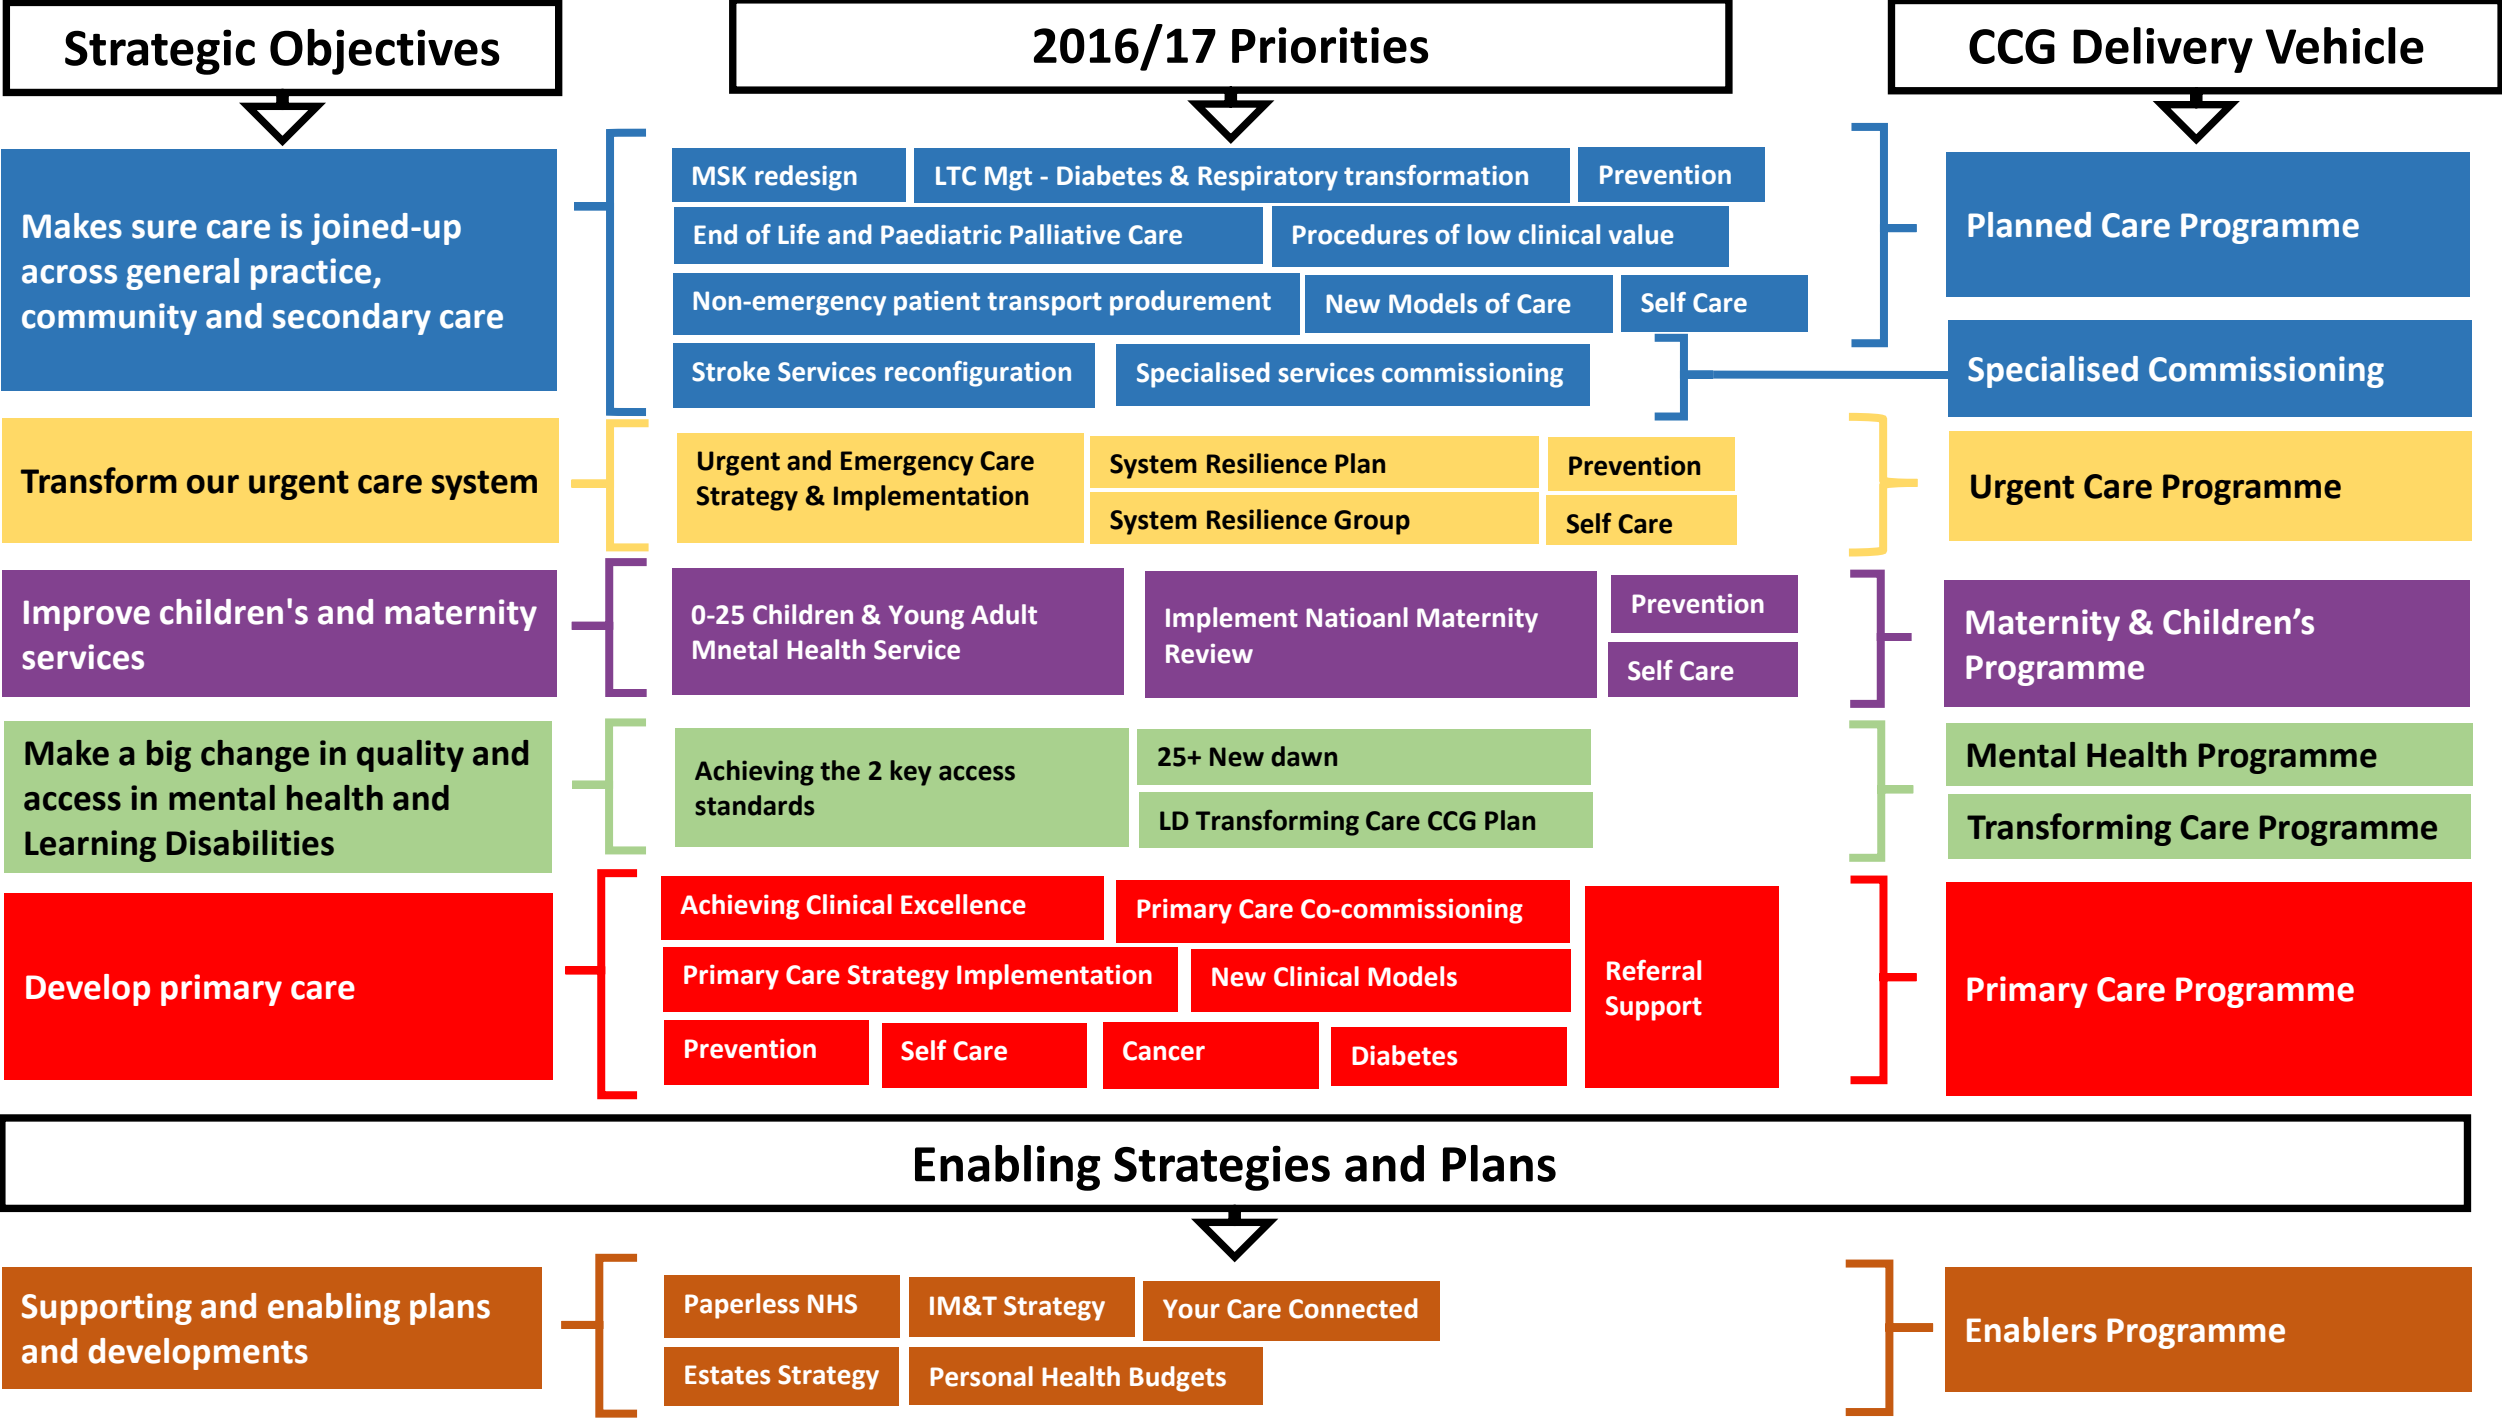 Strategic Objectives
2016/17 Priorities
CCG Delivery Vehicle
Makes sure care is joined-up
across general practice,
community and secondary care
MSK redesign
LTC Mgt - Diabetes & Respiratory transformation
Prevention
End of Life and Paediatric Palliative Care
Procedures of low clinical value
Non-emergency patient transport produrement
New Models of Care
Self Care
Stroke Services reconfiguration
Specialised services commissioning
Planned Care Programme
Specialised Commissioning
Transform our urgent care system
Urgent and Emergency Care
Strategy & Implementation
System Resilience Plan
System Resilience Group
Prevention
Self Care
Urgent Care Programme
Improve children's and maternity
services
0-25 Children & Young Adult
Mnetal Health Service
Implement Natioanl Maternity
Review
Prevention
Self Care
Maternity & Children’s
Programme
Make a big change in quality and
access in mental health and
Learning Disabilities
Achieving the 2 key access
standards
25+ New dawn
LD Transforming Care CCG Plan
Mental Health Programme
Transforming Care Programme
Develop primary care
Achieving Clinical Excellence
Primary Care Co-commissioning
Primary Care Strategy Implementation
New Clinical Models
Prevention
Self Care
Cancer
Diabetes
Referral
Support
Primary Care Programme
Enabling Strategies and Plans
Supporting and enabling plans
and developments
Paperless NHS
IM&T Strategy
Your Care Connected
Estates Strategy
Personal Health Budgets
Enablers Programme